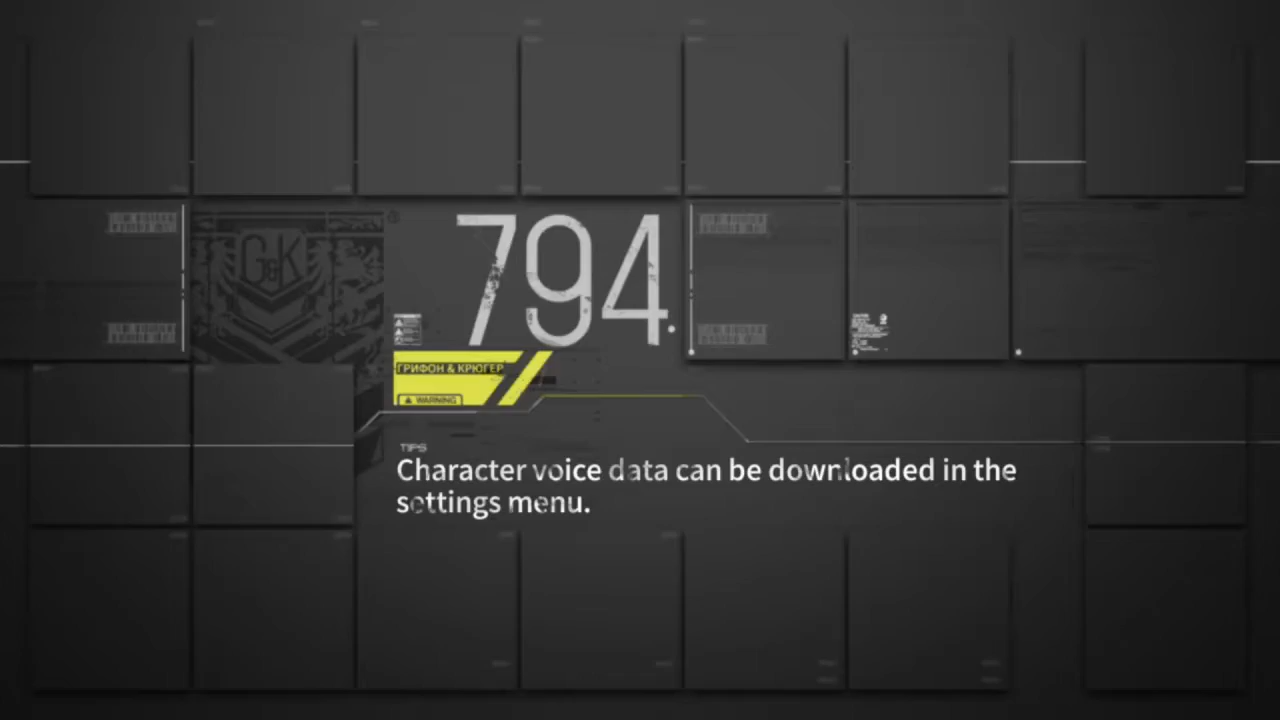 G&K
794.
ГРИФОН & КРЮГЕР
WARNING
TIPS
Character voice data can be downloaded in the
settings menu.